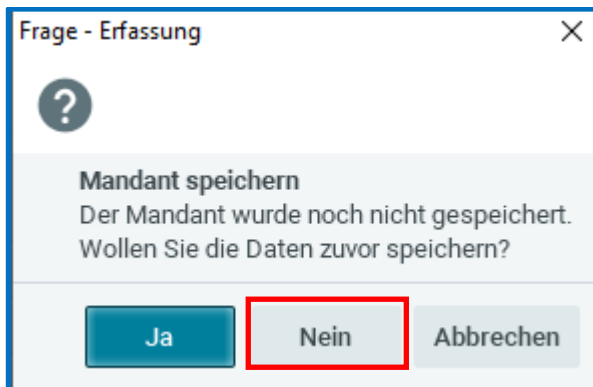 Frage - Erfassung
?
Mandant speichern
Der Mandant wurde noch nicht gespeichert.
Wollen Sie die Daten zuvor speichern?
Ja Nein Abbrechen